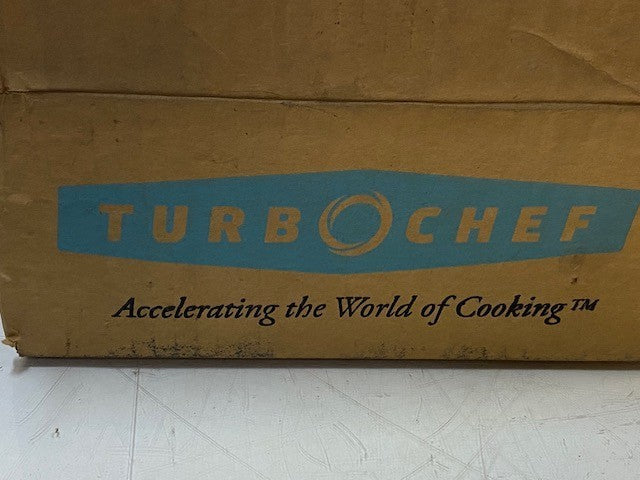 TURBOCHEF
Accelerating the World of Cooking™